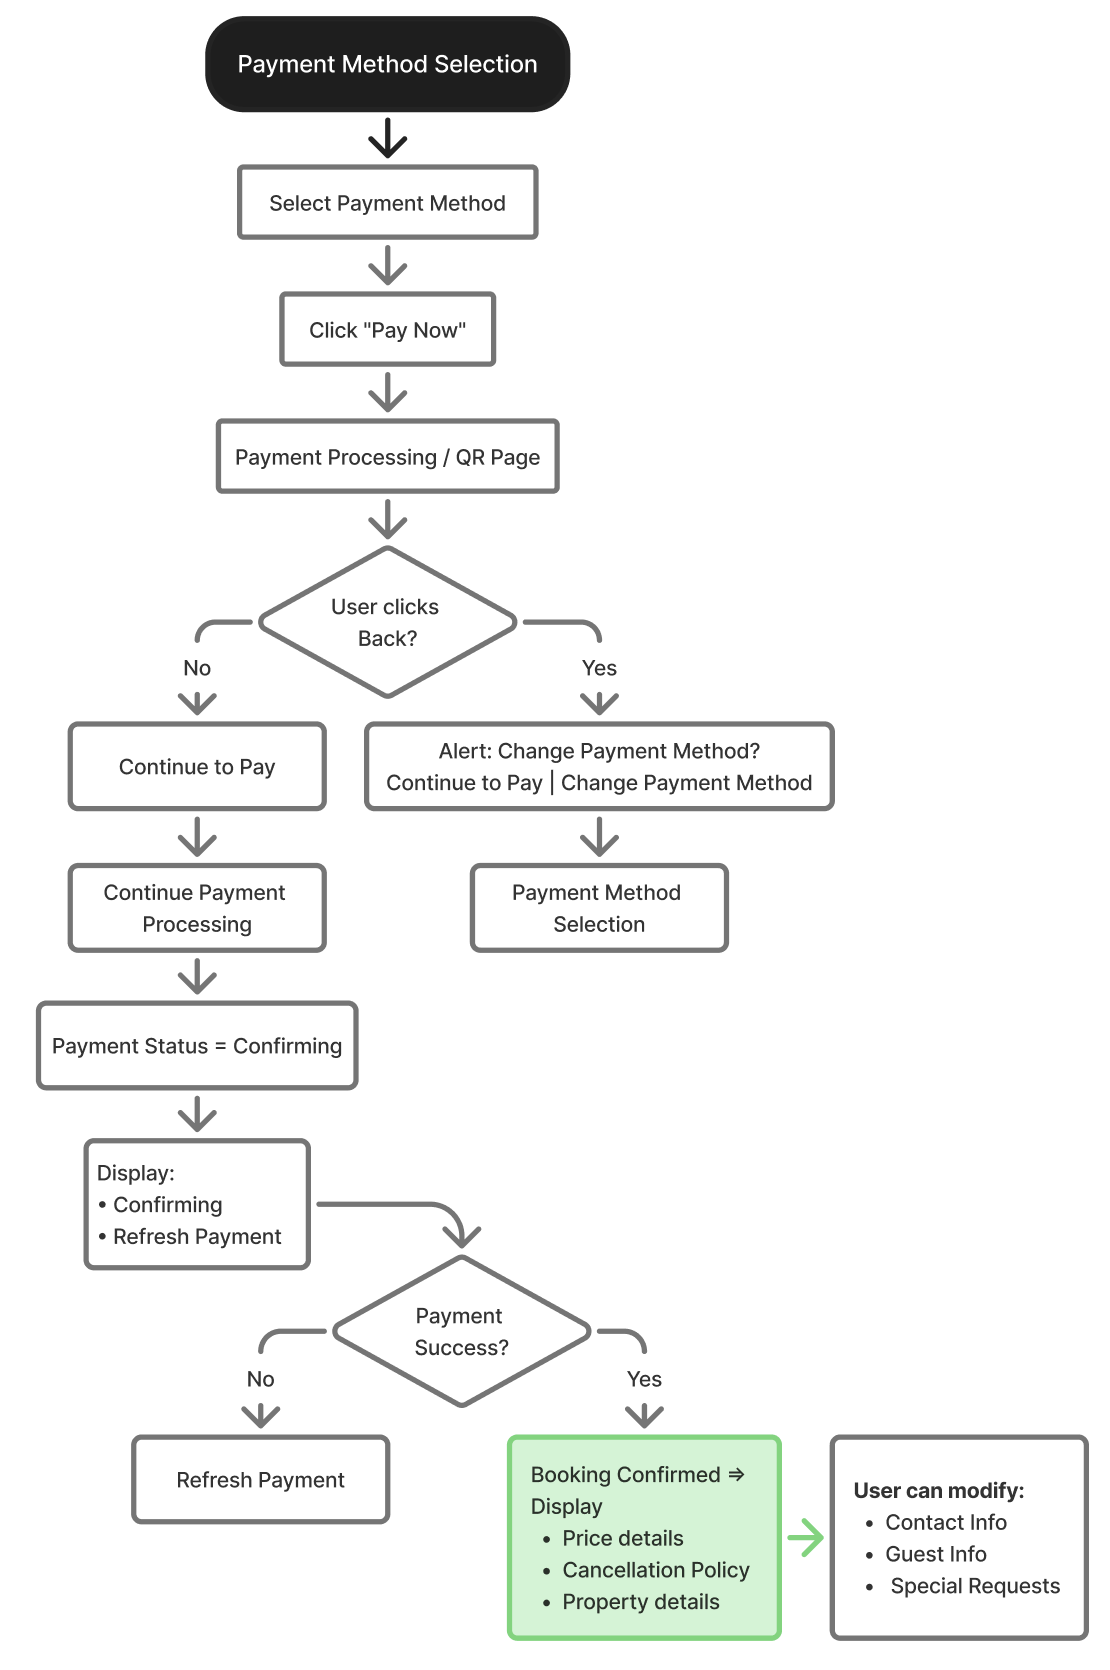 Payment Method Selection
Select Payment Method
Click "Pay Now"
Payment Processing / QR Page
User clicks
Back?
No
Yes
Continue to Pay
Alert: Change Payment Method?
Continue to Pay | Change Payment Method
Continue Payment
Processing
Payment Method
Selection
Payment Status = Confirming
Display:
• Confirming
• Refresh Payment
Payment
Success?
No
Yes
Refresh Payment
Booking Confirmed ⇒
Display
• Price details
• Cancellation Policy
• Property details
User can modify:
• Contact Info
• Guest Info
• Special Requests